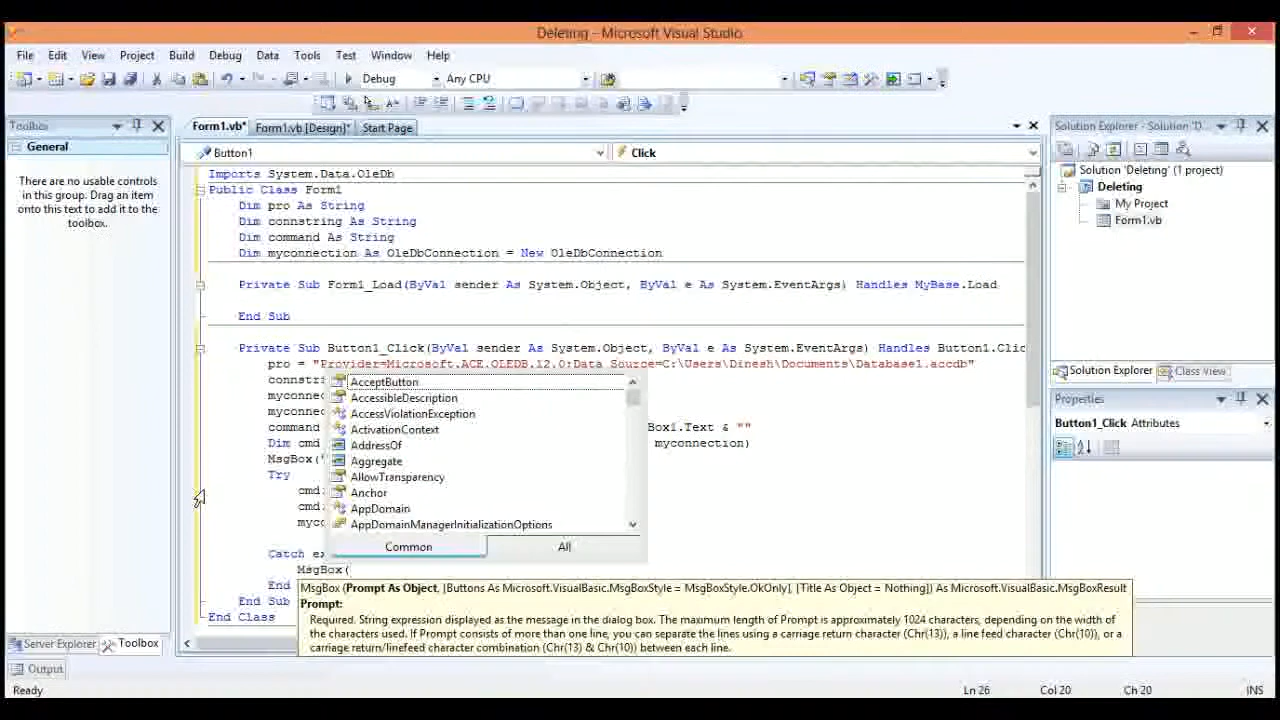 Deleting - Microsoft Visual Studio
File Edit View Project Build Debug Data Tools Test Window Help
Debug Any CPU
Toolbox
General
There are no usable controls
in this group. Drag an item
onto this text to add it to the
toolbox.
Form1.vb* Form1.vb [Design]* Start Page
Button1 Click
Imports System.Data.OleDb
Public Class Form1
Dim pro As String
Dim connstring As String
Dim command As String
Dim myconnection As OleDbConnection = New OleDbConnection
Private Sub Form1_Load(ByVal sender As System.Object, ByVal e As System.EventArgs) Handles MyBase.Load
End Sub
Private Sub Button1_Click(ByVal sender As System.Object, ByVal e As System.EventArgs) Handles Button1.Clic
pro = "Provider=Microsoft.ACE.OLEDB.12.0;Data Source=C:\Users\Dinesh\Documents\Database1.accdb"
connstri
myconne
myconne
command Box1.Text & ""
Dim cmd myconnection)
MsgBox("
Try
cmd.
cmd.
myco
Catch ex
MsgBox(
End
End Sub
End Class
AcceptButton
AccessibleDescription
AccessViolationException
ActivationContext
AddressOf
Aggregate
AllowTransparency
Anchor
AppDomain
AppDomainManagerInitializationOptions
Common All
MsgBox (Prompt As Object, [Buttons As Microsoft.VisualBasic.MsgBoxStyle = MsgBoxStyle.OkOnly], [Title As Object = Nothing]) As Microsoft.VisualBasic.MsgBoxResult
Prompt:
Required. String expression displayed as the message in the dialog box. The maximum length of Prompt is approximately 1024 characters, depending on the width of
the characters used. If Prompt consists of more than one line, you can separate the lines using a carriage return character (Chr(13)), a line feed character (Chr(10)), or a
carriage return/linefeed character combination (Chr(13) & Chr(10)) between each line.
Solution Explorer - Solution 'D...
Solution 'Deleting' (1 project)
Deleting
My Project
Form1.vb
Solution Explorer Class View
Properties
Button1_Click Attributes
Server Explorer Toolbox
Output
Ready Ln 26 Col 20 Ch 20 INS